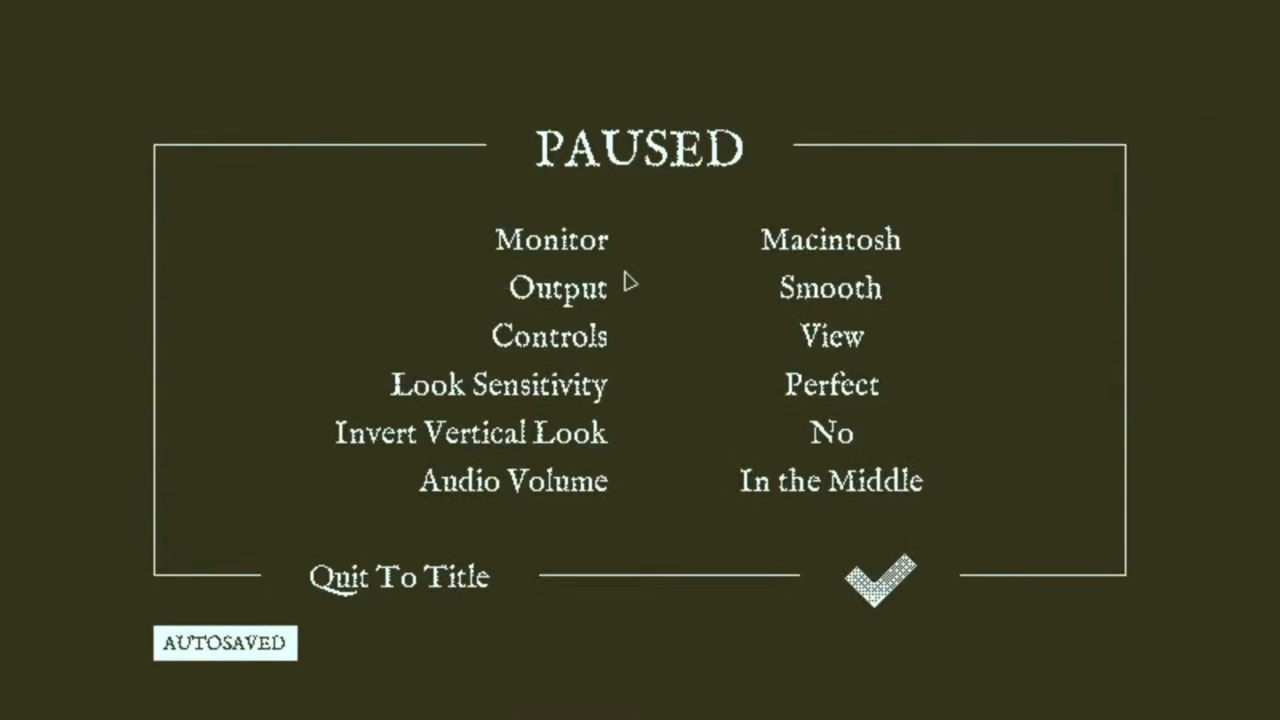 PAUSED
Monitor Macintosh
Output Smooth
Controls View
Look Sensitivity Perfect
Invert Vertical Look No
Audio Volume In the Middle
Quit To Title
AUTOSAVED